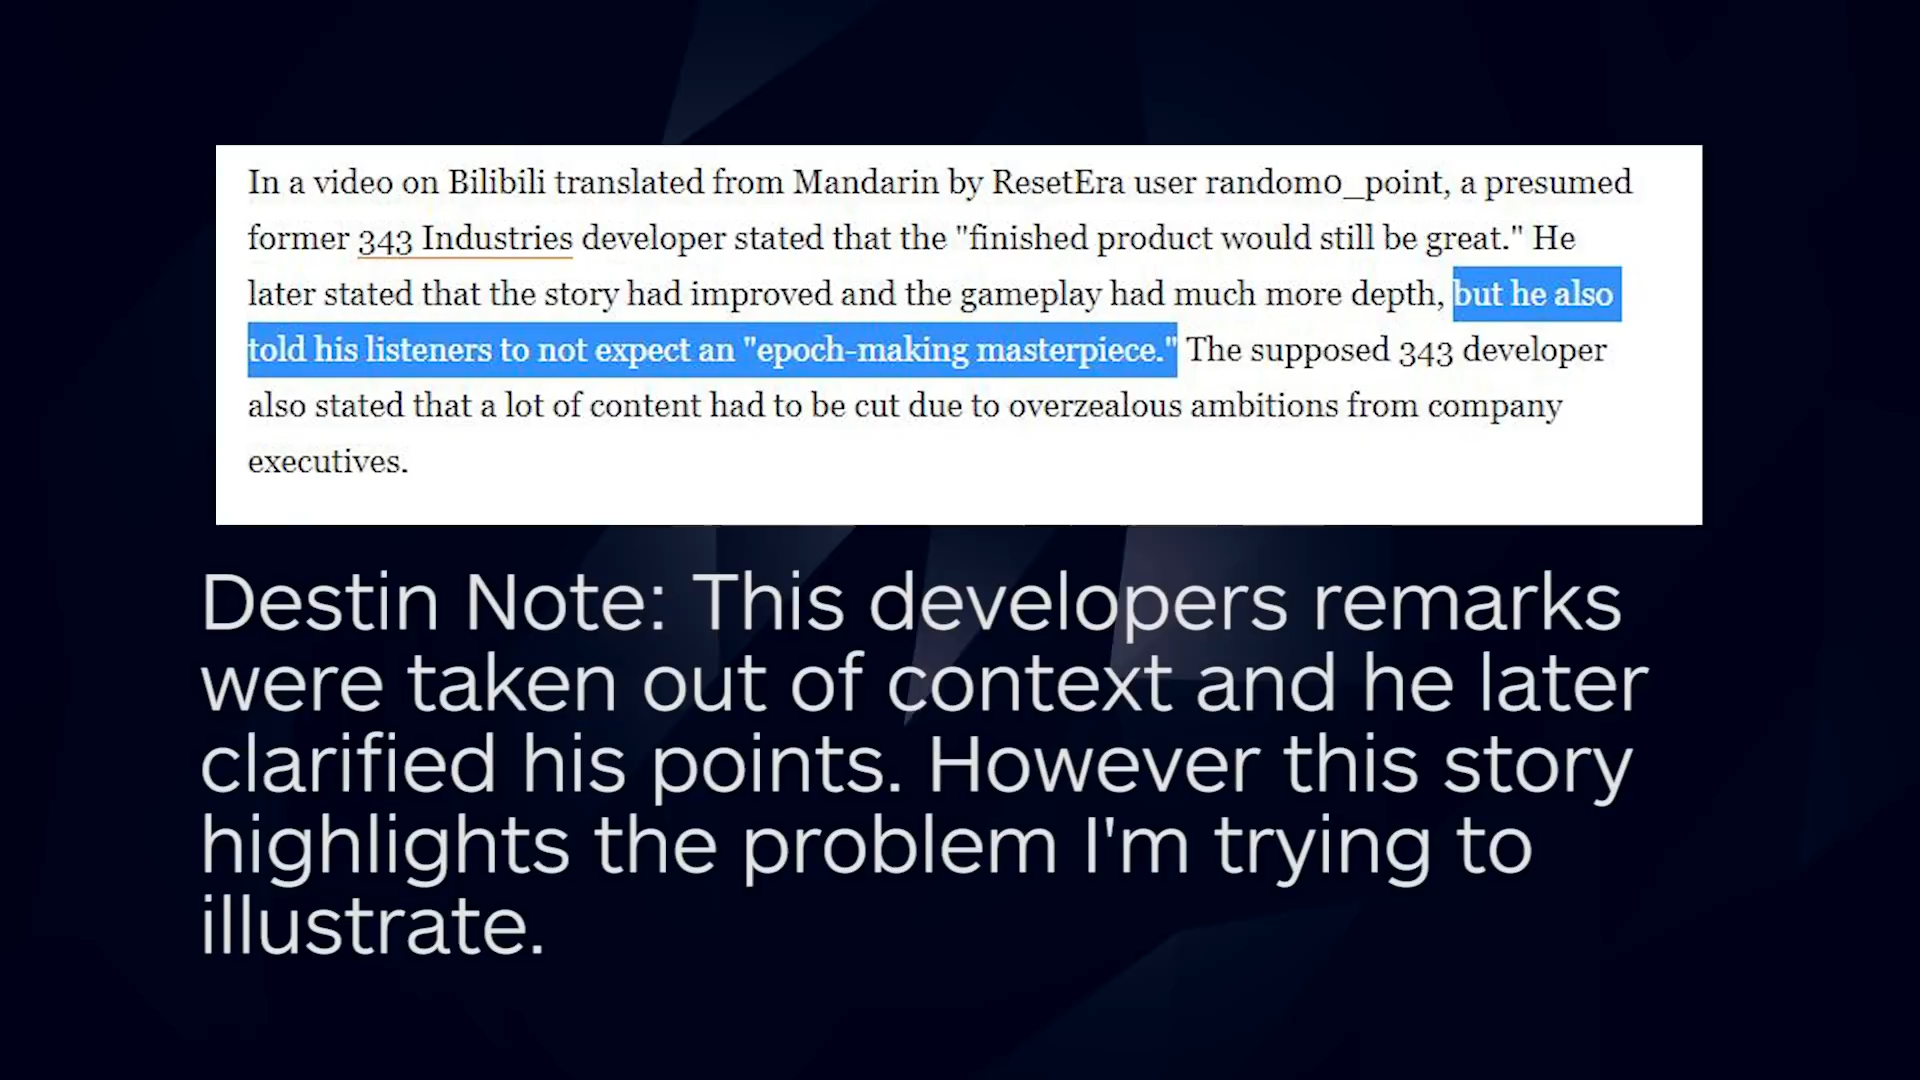 In a video on Bilibili translated from Mandarin by ResetEra user random0_point, a presumed
former 343 Industries developer stated that the "finished product would still be great." He
later stated that the story had improved and the gameplay had much more depth, but he also
told his listeners to not expect an "epoch-making masterpiece." The supposed 343 developer
also stated that a lot of content had to be cut due to overzealous ambitions from company
executives.
Destin Note: This developers remarks
were taken out of context and he later
clarified his points. However this story
highlights the problem I'm trying to
illustrate.